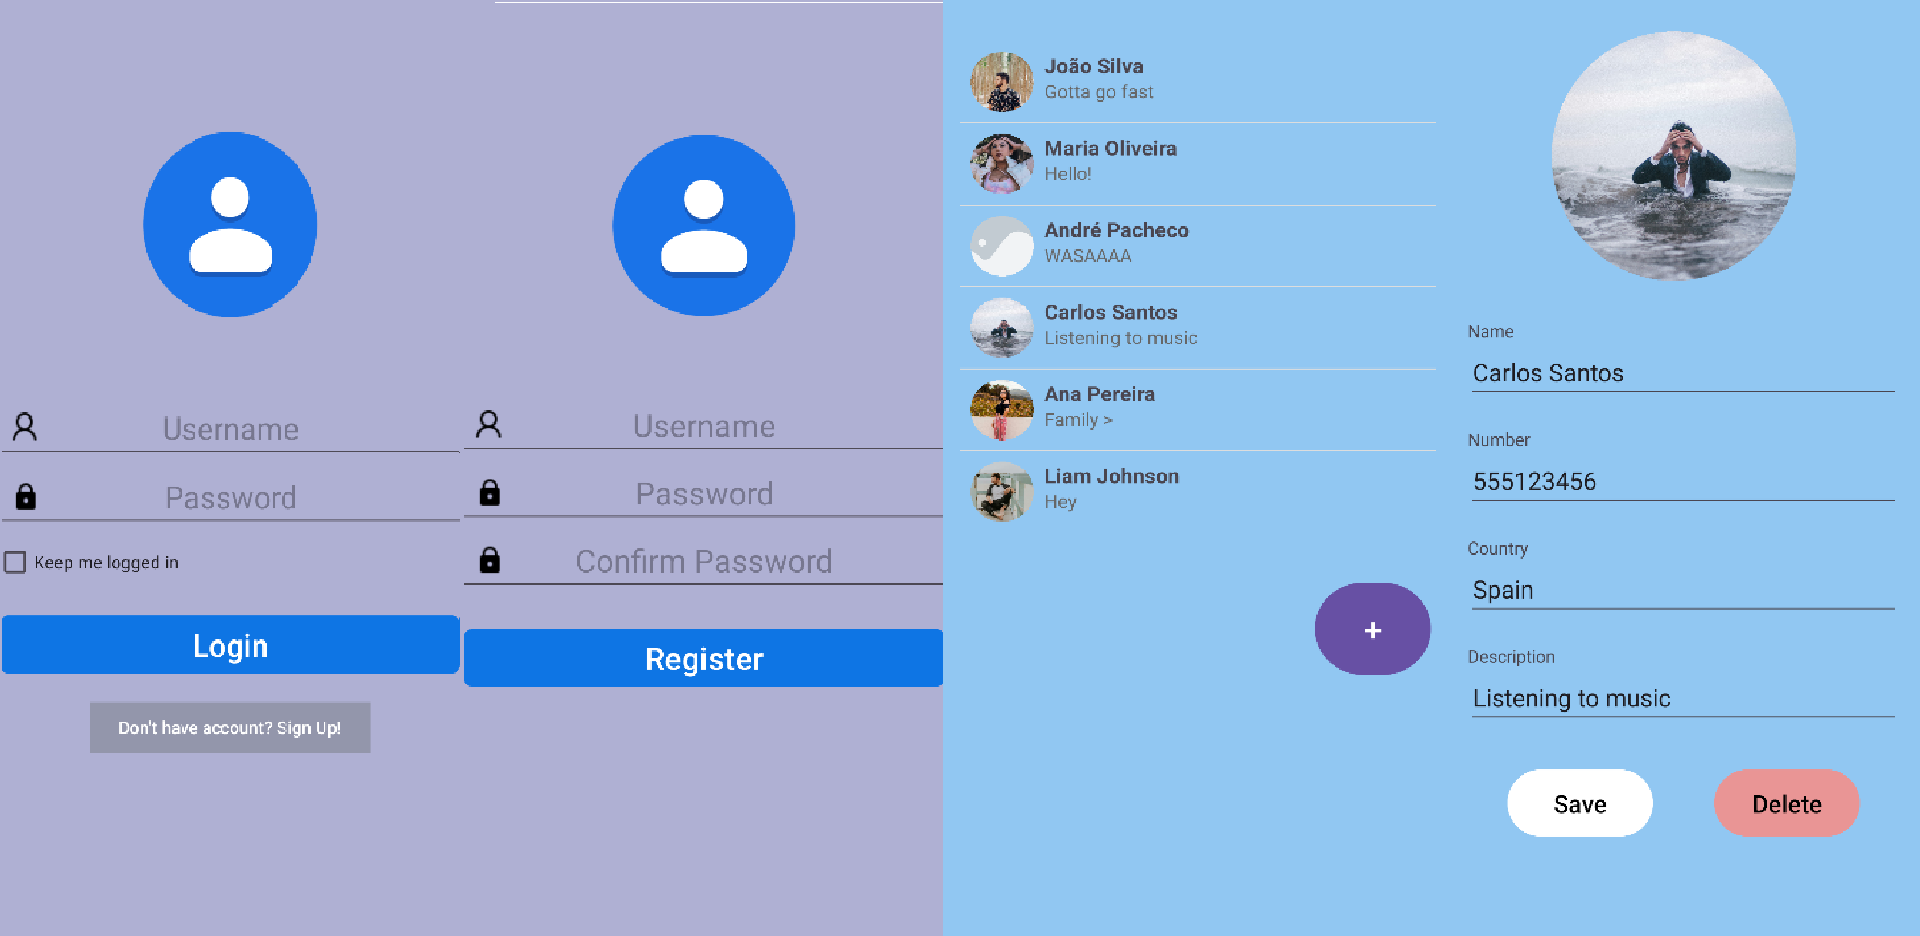 Username
Password
Keep me logged in
Login
Don't have account? Sign Up!
Username
Password
Confirm Password
Register
João Silva
Gotta go fast
Maria Oliveira
Hello!
André Pacheco
WASAAAA
Carlos Santos
Listening to music
Ana Pereira
Family >
Liam Johnson
Hey
+
Name
Carlos Santos
Number
555123456
Country
Spain
Description
Listening to music
Save
Delete